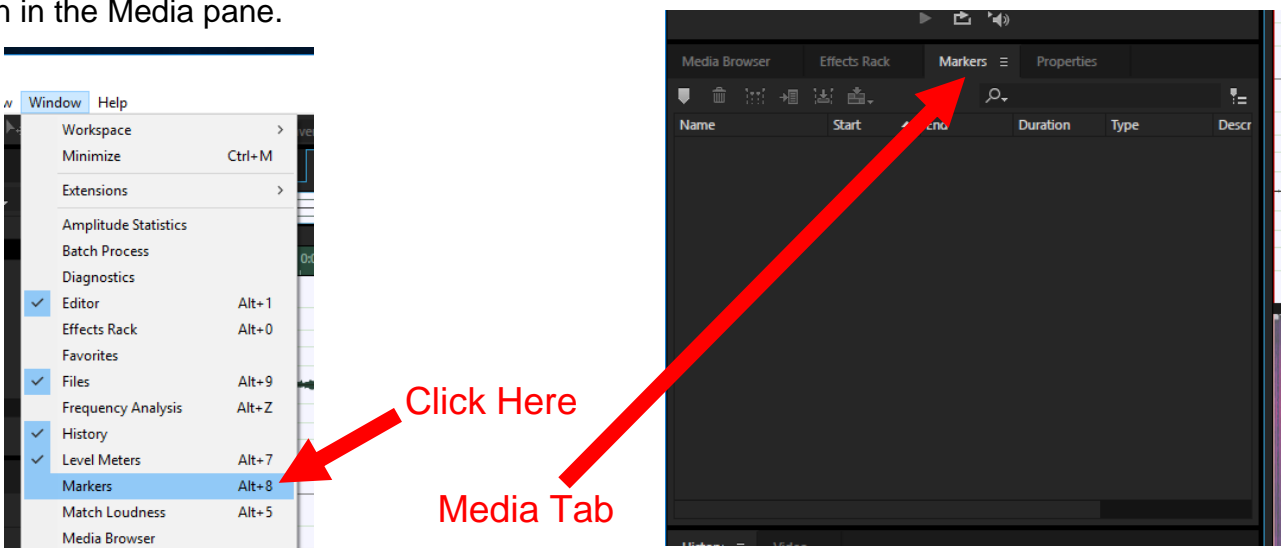 in the Media pane.
Window Help
Workspace >
Minimize Ctrl+M
Extensions >
Amplitude Statistics
Batch Process
Diagnostics
Editor Alt+1
Effects Rack Alt+0
Favorites
Files Alt+9
Frequency Analysis Alt+Z
History
Level Meters Alt+7
Markers Alt+8
Match Loudness Alt+5
Media Browser
Click Here
Media Tab
Media Browser Effects Rack Markers Properties
Name Start End Duration Type Descr